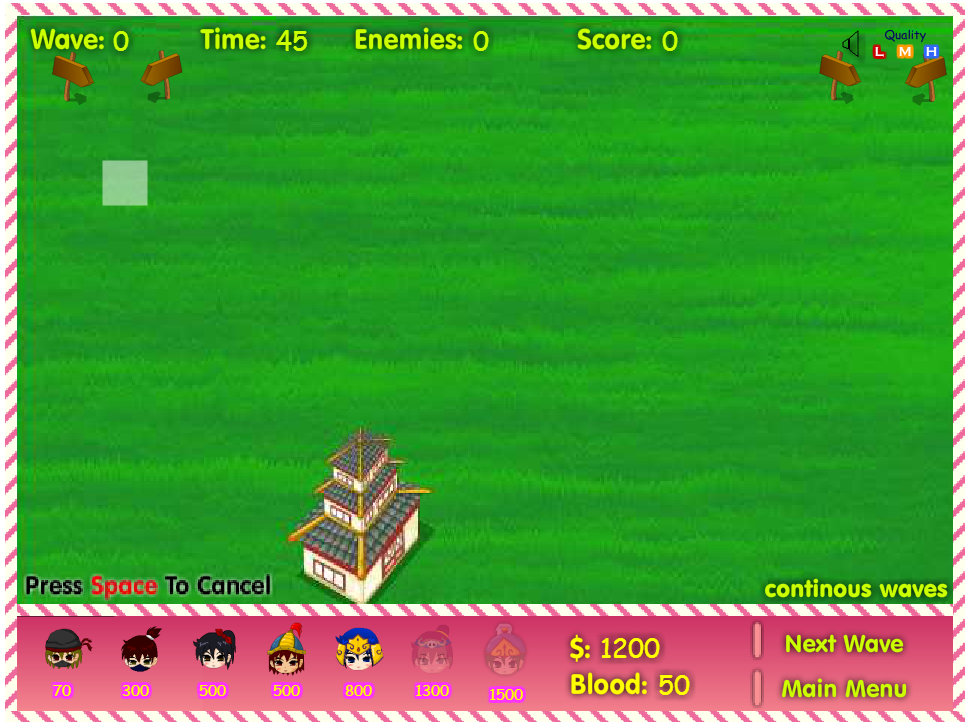 Wave: 0 Time: 45 Enemies: 0 Score: 0
Quality
L M H
Press Space To Cancel
continous waves
70 300 500 500 800 1300 1500
$: 1200
Blood: 50
Next Wave
Main Menu